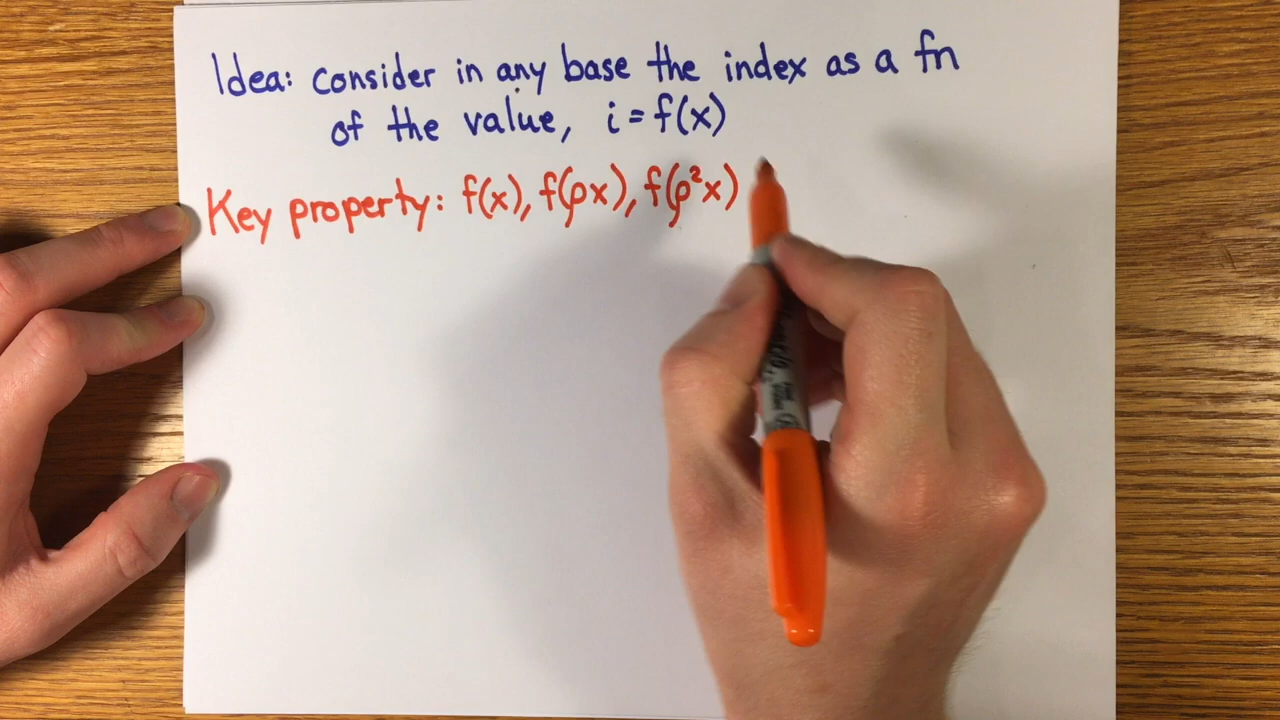 Idea: consider in any base the index as a fn
of the value, i = f(x)
Key property: f(x), f(ρx), f(ρ²x)